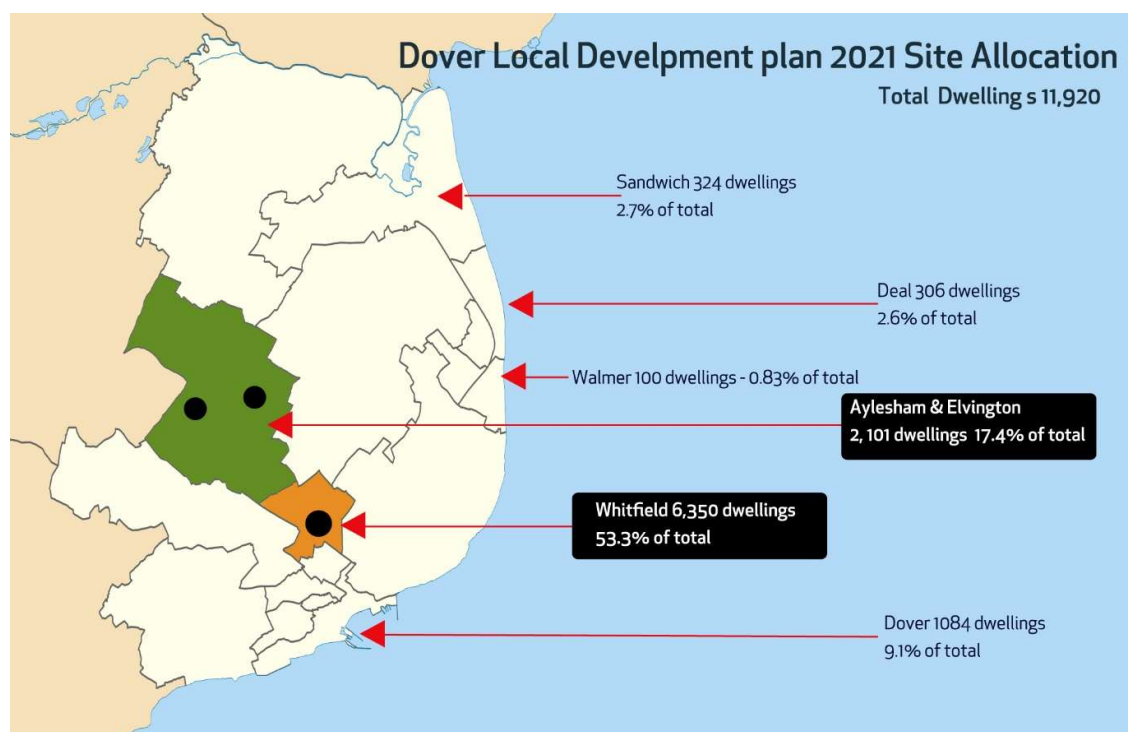 Dover Local Develpment plan 2021 Site Allocation
Total Dwelling s 11,920
Sandwich 324 dwellings
2.7% of total
Deal 306 dwellings
2.6% of total
Walmer 100 dwellings - 0.83% of total
Aylesham & Elvington
2, 101 dwellings 17.4% of total
Whitfield 6,350 dwellings
53.3% of total
Dover 1084 dwellings
9.1% of total